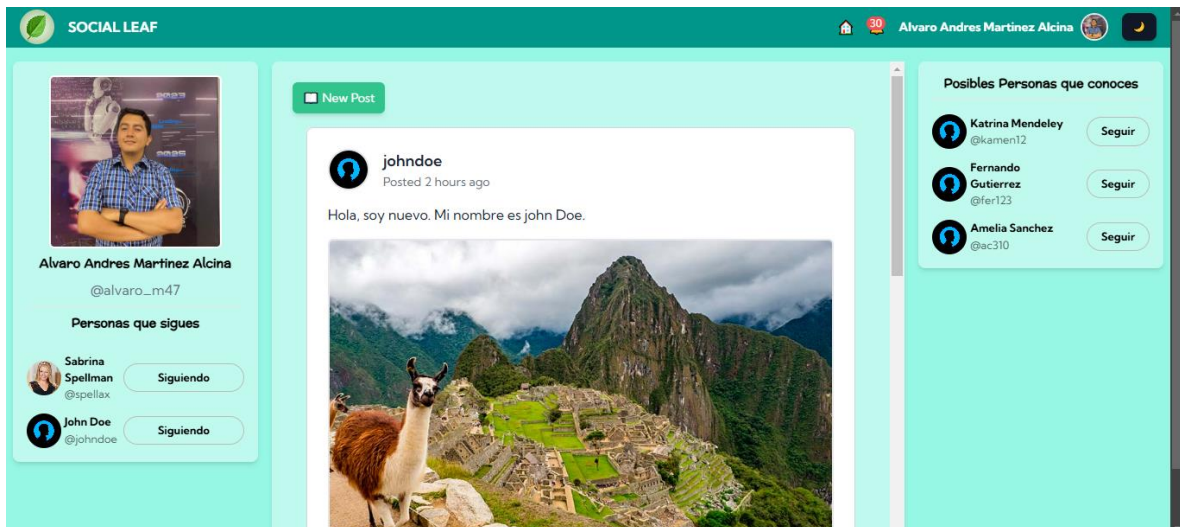 SOCIAL LEAF
30
Alvaro Andres Martinez Alcina
Alvaro Andres Martinez Alcina
@alvaro_m47
Personas que sigues
Sabrina
Spellman
@spellax
Siguiendo
John Doe
@johndoe
Siguiendo
New Post
johndoe
Posted 2 hours ago
Hola, soy nuevo. Mi nombre es john Doe.
Posibles Personas que conoces
Katrina Mendeley
@kamen12
Seguir
Fernando
Gutierrez
@fer123
Seguir
Amelia Sanchez
@ac310
Seguir